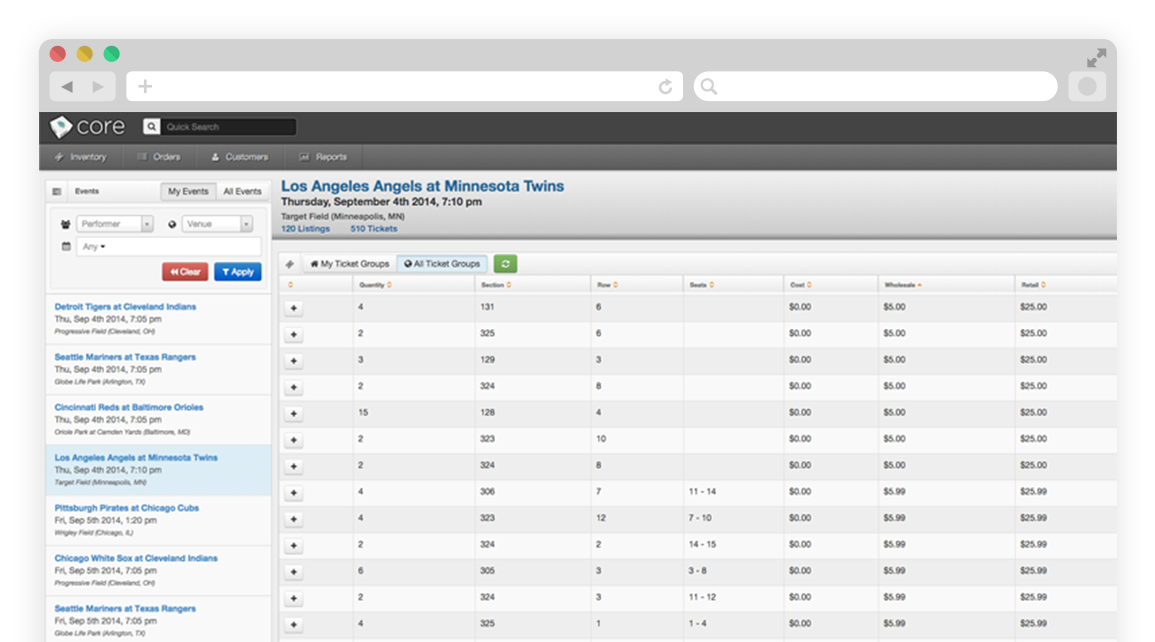 core
Quick Search
Inventory Orders Customers Reports
Events My Events All Events
Performer Venue
Any
Clear Apply
Detroit Tigers at Cleveland Indians
Thu, Sep 4th 2014, 7:05 pm
Progressive Field (Cleveland, OH)
Seattle Mariners at Texas Rangers
Thu, Sep 4th 2014, 7:05 pm
Globe Life Park (Arlington, TX)
Cincinnati Reds at Baltimore Orioles
Thu, Sep 4th 2014, 7:05 pm
Oriole Park at Camden Yards (Baltimore, MD)
Los Angeles Angels at Minnesota Twins
Thu, Sep 4th 2014, 7:10 pm
Target Field (Minneapolis, MN)
Pittsburgh Pirates at Chicago Cubs
Fri, Sep 5th 2014, 1:20 pm
Wrigley Field (Chicago, IL)
Chicago White Sox at Cleveland Indians
Fri, Sep 5th 2014, 7:05 pm
Progressive Field (Cleveland, OH)
Seattle Mariners at Texas Rangers
Fri, Sep 5th 2014, 7:05 pm
Globe Life Park (Arlington, TX)
Los Angeles Angels at Minnesota Twins
Thursday, September 4th 2014, 7:10 pm
Target Field (Minneapolis, MN)
120 Listings 510 Tickets
My Ticket Groups All Ticket Groups
Quantity Section Row Seats Cost Wholesale Retail
4 131 6 $0.00 $5.00 $25.00
2 325 6 $0.00 $5.00 $25.00
3 129 3 $0.00 $5.00 $25.00
2 324 8 $0.00 $5.00 $25.00
15 128 4 $0.00 $5.00 $25.00
2 323 10 $0.00 $5.00 $25.00
2 324 8 $0.00 $5.00 $25.00
4 306 7 11 - 14 $0.00 $5.99 $25.99
4 323 12 7 - 10 $0.00 $5.99 $25.99
2 324 2 14 - 15 $0.00 $5.99 $25.99
6 305 3 3 - 8 $0.00 $5.99 $25.99
2 324 3 11 - 12 $0.00 $5.99 $25.99
4 325 1 1 - 4 $0.00 $5.99 $25.99